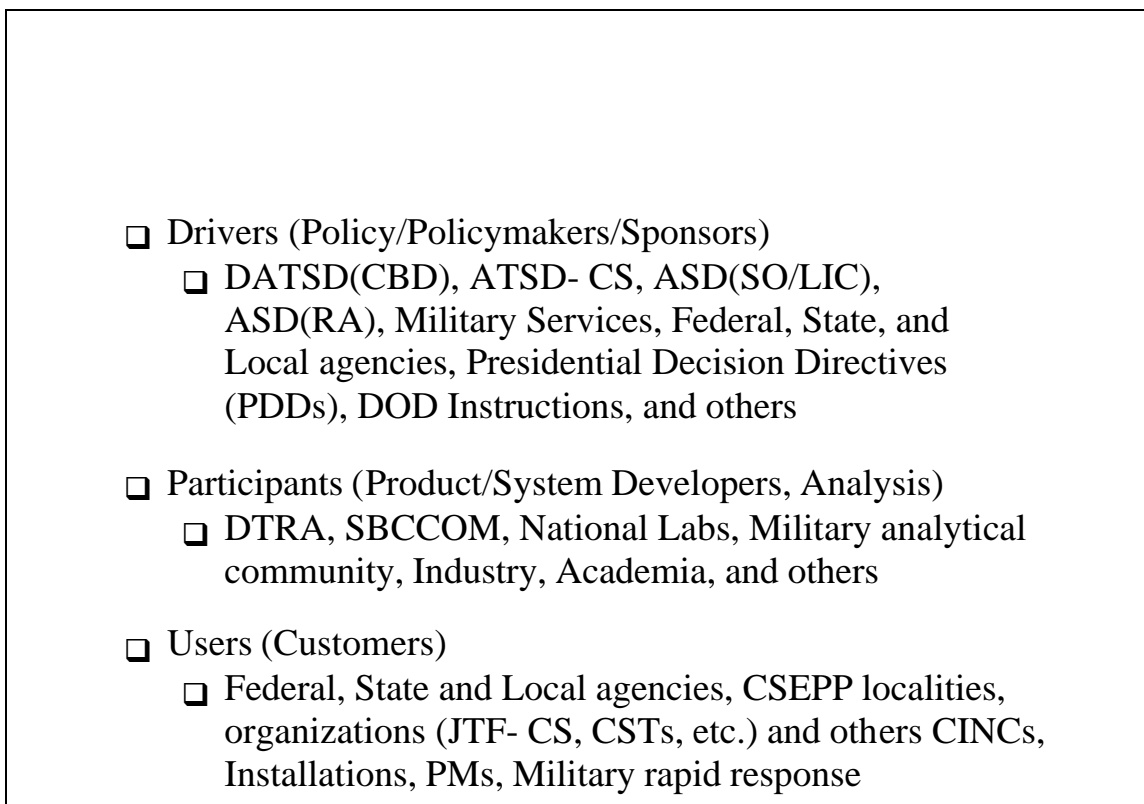 ❑ Drivers (Policy/Policymakers/Sponsors)
❑ DATSD(CBD), ATSD- CS, ASD(SO/LIC),
ASD(RA), Military Services, Federal, State, and
Local agencies, Presidential Decision Directives
(PDDs), DOD Instructions, and others
❑ Participants (Product/System Developers, Analysis)
❑ DTRA, SBCCOM, National Labs, Military analytical
community, Industry, Academia, and others
❑ Users (Customers)
❑ Federal, State and Local agencies, CSEPP localities,
organizations (JTF- CS, CSTs, etc.) and others CINCs,
Installations, PMs, Military rapid response